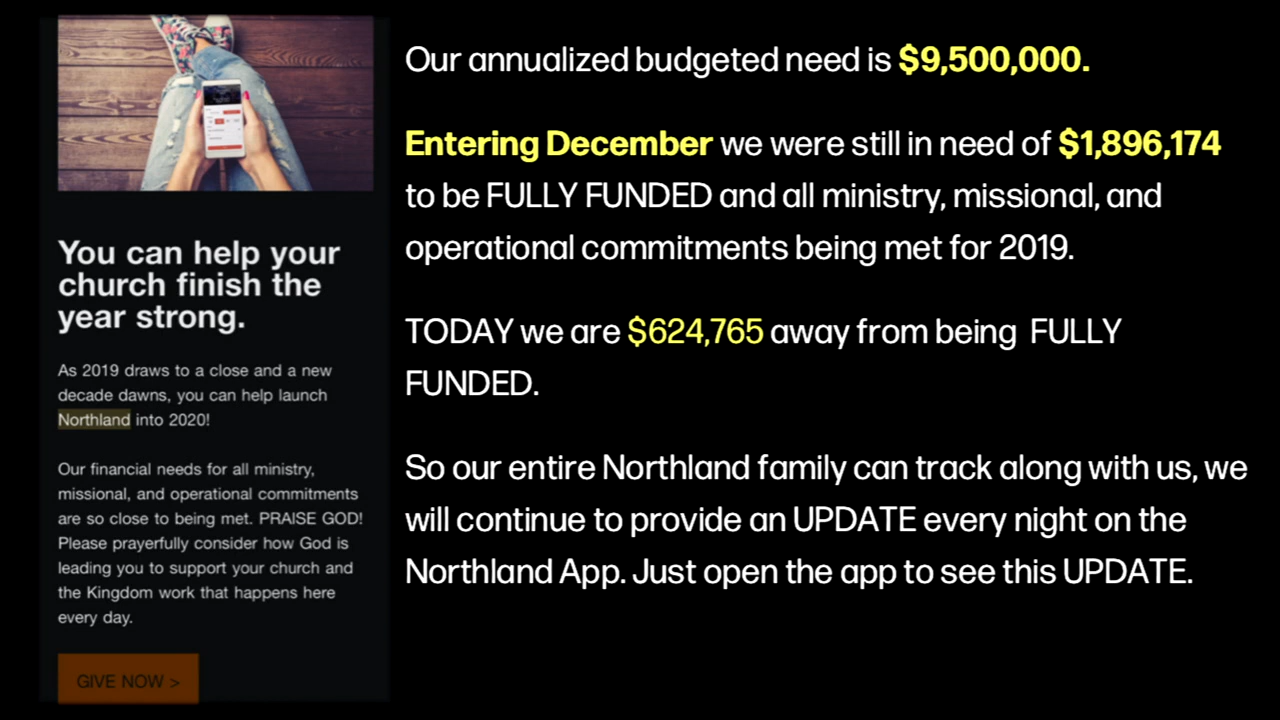 You can help your
church finish the
year strong.
As 2019 draws to a close and a new
decade dawns, you can help launch
Northland into 2020!
Our financial needs for all ministry,
missional, and operational commitments
are so close to being met. PRAISE GOD!
Please prayerfully consider how God is
leading you to support your church and
the Kingdom work that happens here
every day.
GIVE NOW >
Our annualized budgeted need is $9,500,000.
Entering December we were still in need of $1,896,174
to be FULLY FUNDED and all ministry, missional, and
operational commitments being met for 2019.
TODAY we are $624,765 away from being FULLY
FUNDED.
So our entire Northland family can track along with us, we
will continue to provide an UPDATE every night on the
Northland App. Just open the app to see this UPDATE.